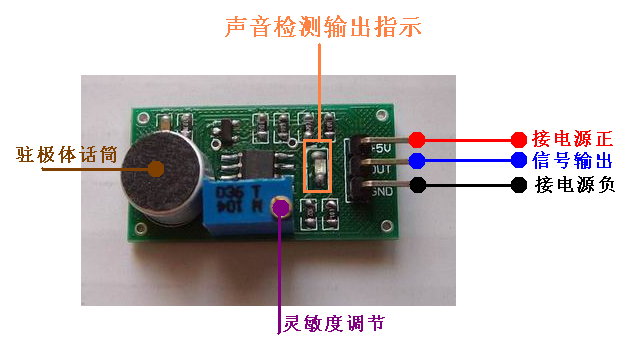 声音检测输出指示
接电源正
+5V
信号输出
OUT
驻极体话筒
接电源负
GND
W 104
036 T
灵敏度调节